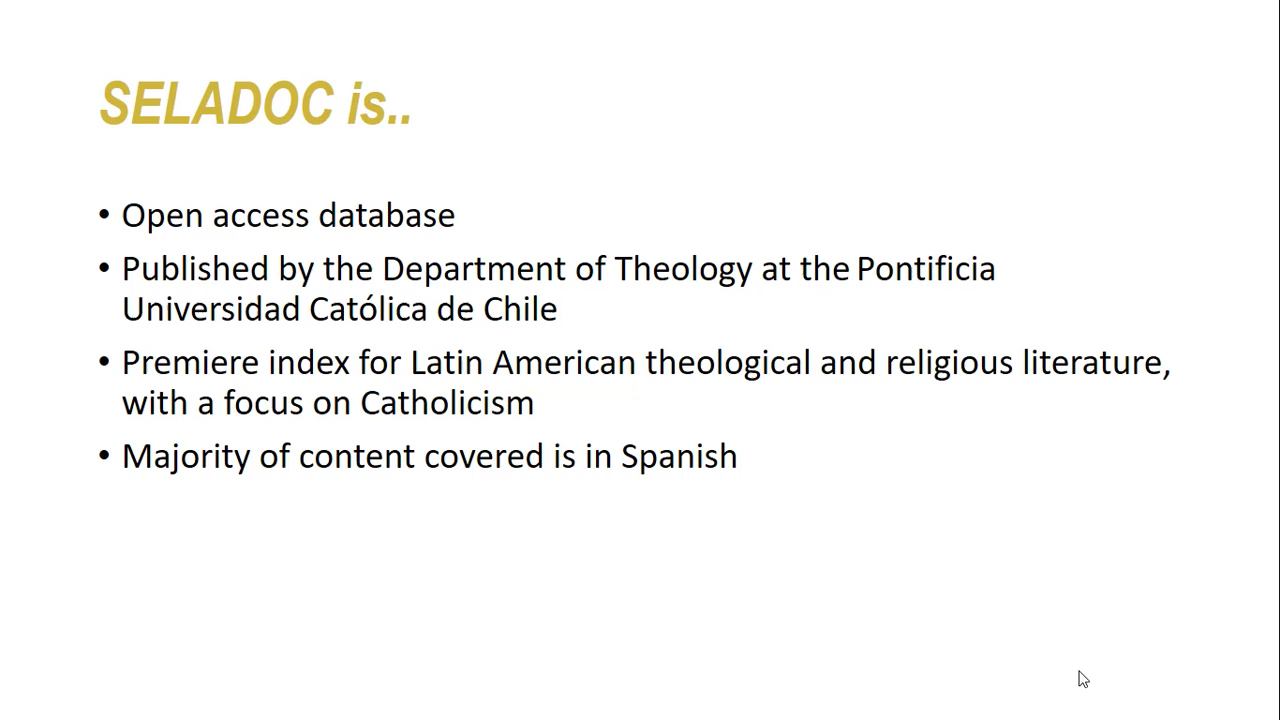 SELADOC is..
• Open access database
• Published by the Department of Theology at the Pontificia
Universidad Católica de Chile
• Premiere index for Latin American theological and religious literature,
with a focus on Catholicism
• Majority of content covered is in Spanish